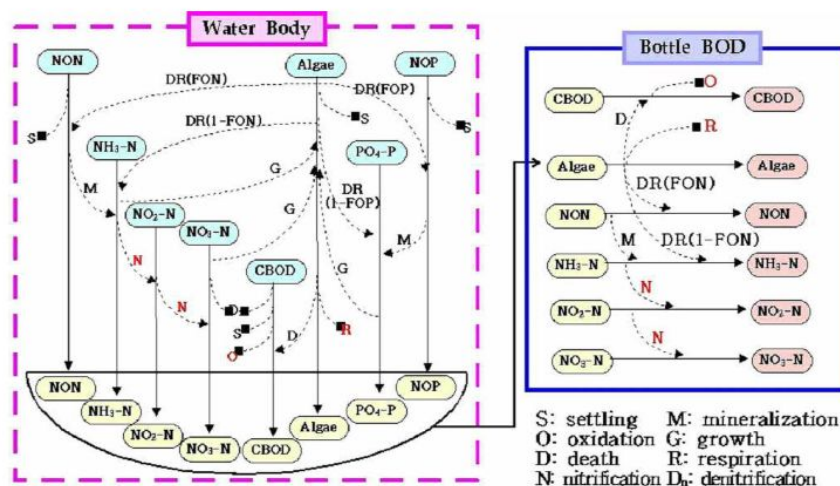 Water Body
NON
Algae
NOP
DR(FON)
DR(FOP)
S
S
S
DR(1-FON)
NH₃-N
PO₄-P
G
M
DR
(1-FOP)
NO₂-N
NO₃-N
G
M
CBOD
G
N
N
Dₙ
S
O
D
R
NON
NH₃-N
NO₂-N
NO₃-N
CBOD
Algae
PO₄-P
NOP
Bottle BOD
CBOD
O
CBOD
D
R
Algae
Algae
DR(FON)
NON
NON
M
DR(1-FON)
NH₃-N
NH₃-N
N
NO₂-N
NO₂-N
N
NO₃-N
NO₃-N
S: settling M: mineralization
O: oxidation G: growth
D: death R: respiration
N: nitrification Dₙ: denitrification